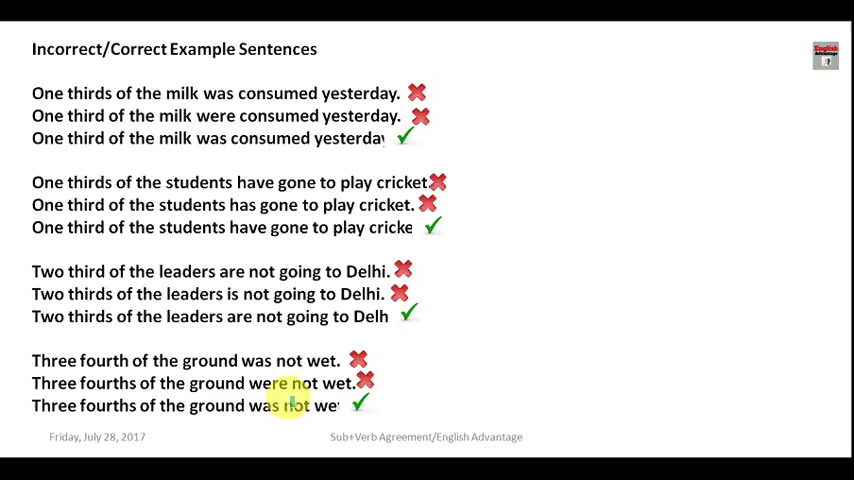 Incorrect/Correct Example Sentences
English
Advantage
One thirds of the milk was consumed yesterday.
One third of the milk were consumed yesterday.
One third of the milk was consumed yesterday
One thirds of the students have gone to play cricket.
One third of the students has gone to play cricket.
One third of the students have gone to play cricke
Two third of the leaders are not going to Delhi.
Two thirds of the leaders is not going to Delhi.
Two thirds of the leaders are not going to Delh
Three fourth of the ground was not wet.
Three fourths of the ground were not wet.
Three fourths of the ground was not wet
Friday, July 28, 2017
Sub+Verb Agreement/English Advantage